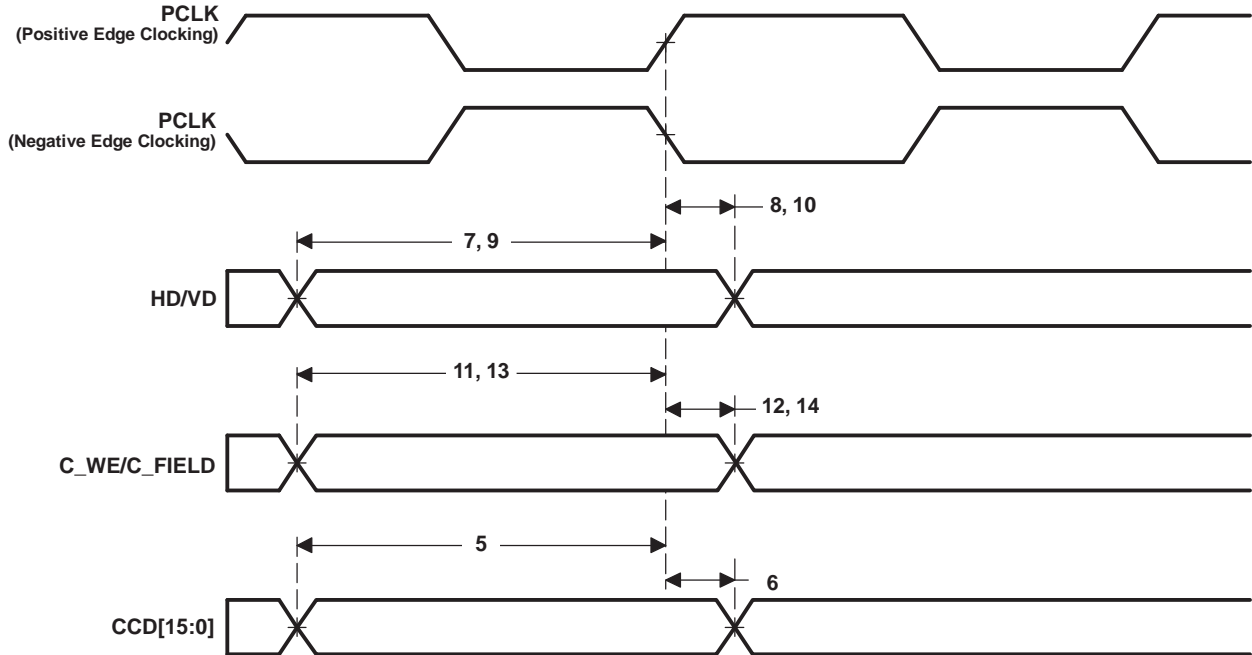 PCLK
(Positive Edge Clocking)
PCLK
(Negative Edge Clocking)
8, 10
7, 9
HD/VD
11, 13
12, 14
C_WE/C_FIELD
5
6
CCD[15:0]